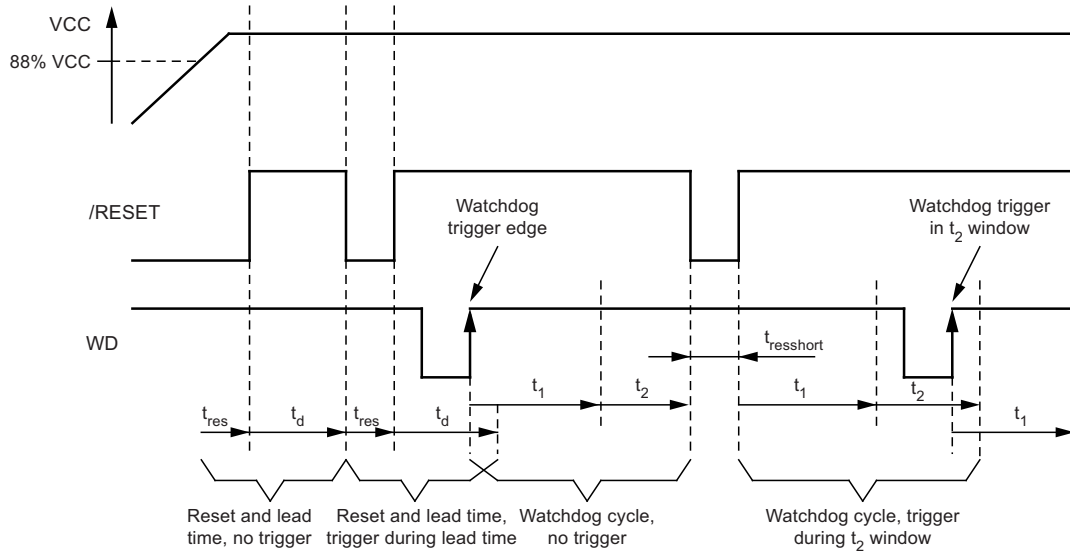 VCC
88% VCC
/RESET
Watchdog
trigger edge
Watchdog trigger
in t2 window
WD
tresshort
t1
t2
t1
t2
tres
td
tres
td
t1
Reset and lead
time, no trigger
Reset and lead time,
trigger during lead time
Watchdog cycle,
no trigger
Watchdog cycle, trigger
during t2 window